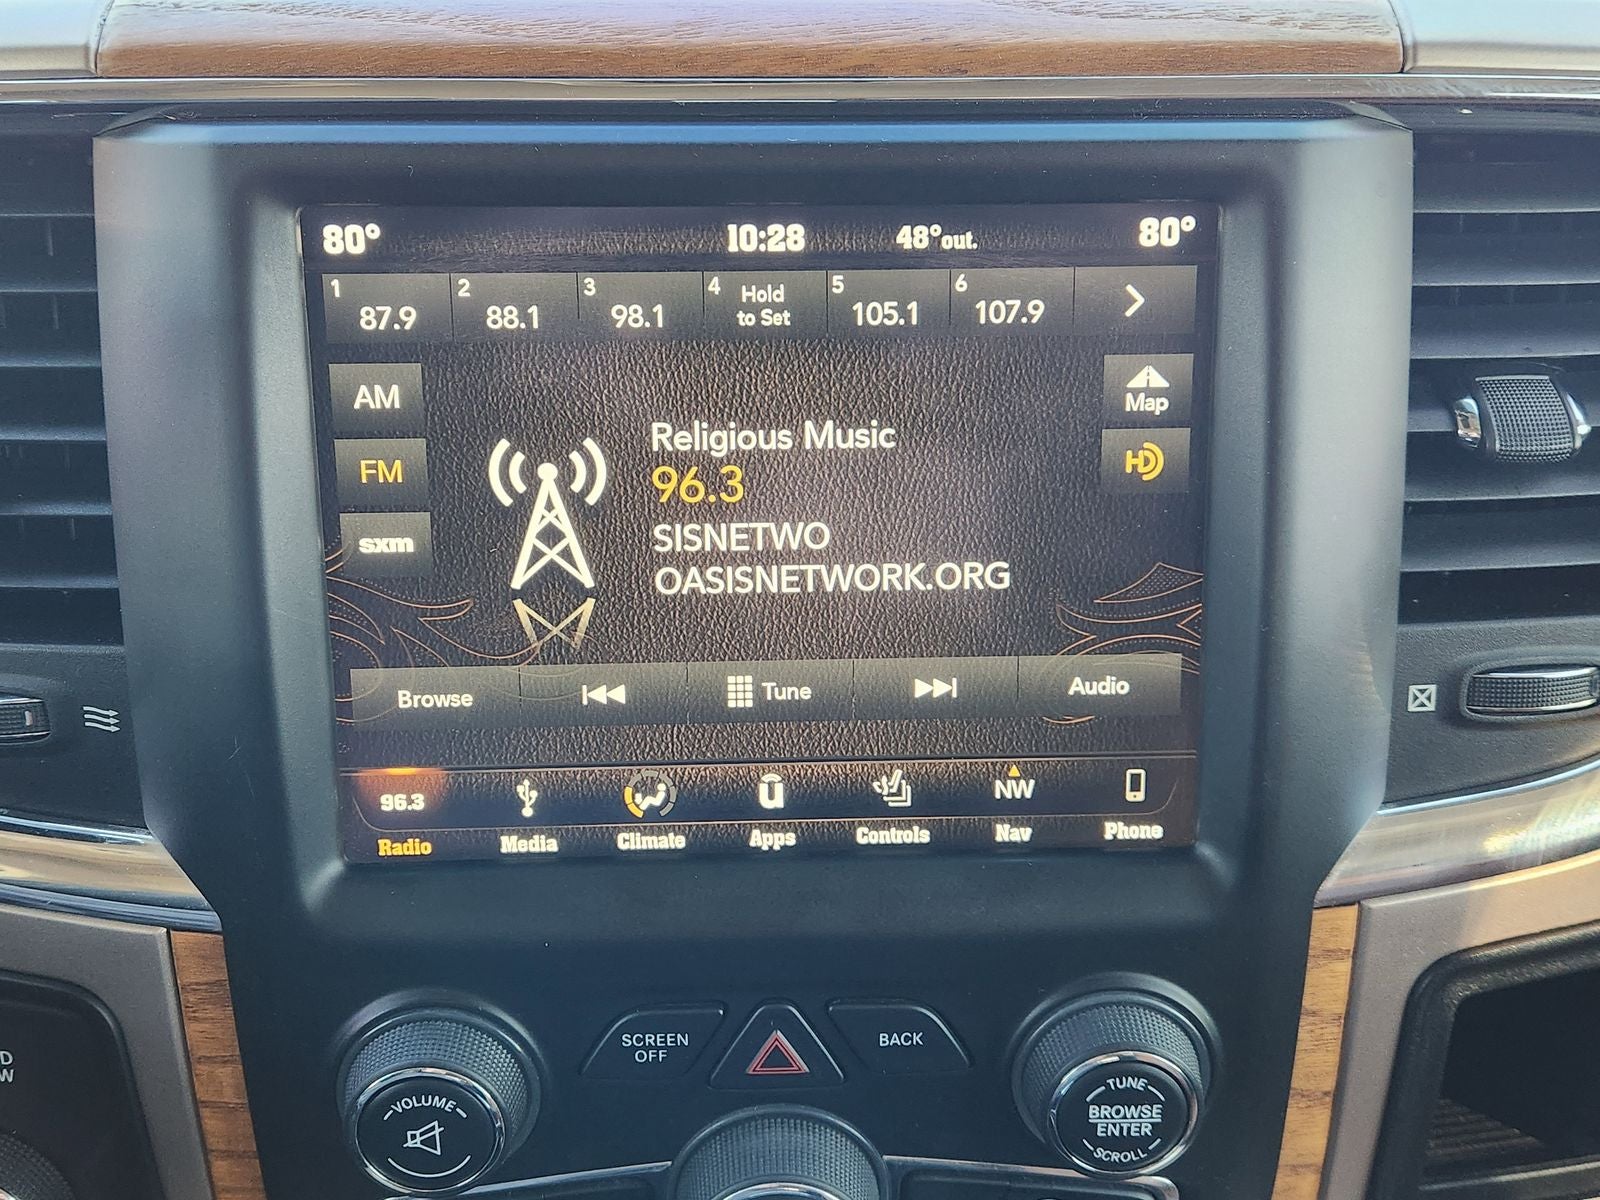 80° 10:28 48°out. 80°
1 87.9 2 88.1 3 98.1 4 Hold to Set 5 105.1 6 107.9
AM
FM
sxm
Map
HD
Religious Music
96.3
SISNETWO
OASISNETWORK.ORG
Browse Tune Audio
96.3 NW
Radio Media Climate Apps Controls Nav Phone
SCREEN OFF
BACK
VOLUME
TUNE
BROWSE
ENTER
SCROLL